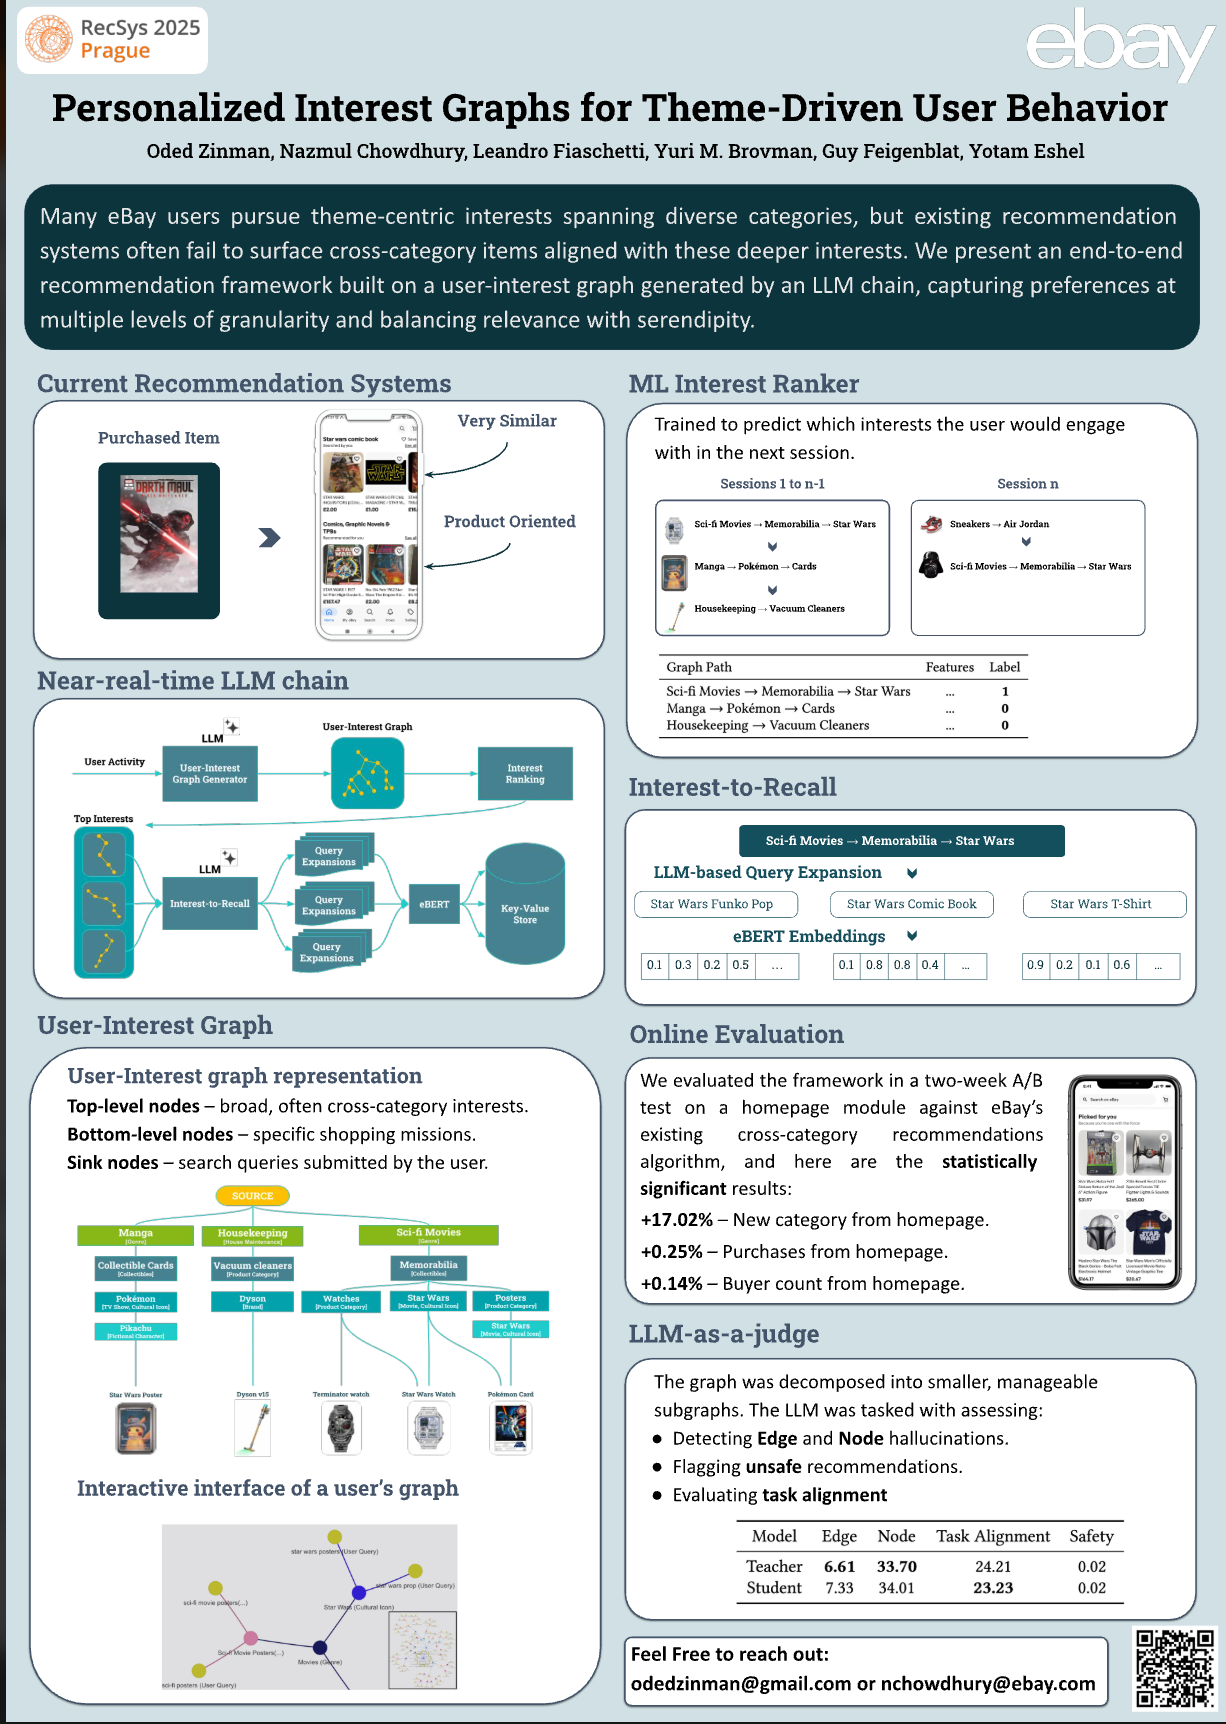 RecSys 2025
Prague
ebay
Personalized Interest Graphs for Theme-Driven User Behavior
Oded Zinman, Nazmul Chowdhury, Leandro Fiaschetti, Yuri M. Brovman, Guy Feigenblat, Yotam Eshel
Many eBay users pursue theme-centric interests spanning diverse categories, but existing recommendation
systems often fail to surface cross-category items aligned with these deeper interests. We present an end-to-end
recommendation framework built on a user-interest graph generated by an LLM chain, capturing preferences at
multiple levels of granularity and balancing relevance with serendipity.
Current Recommendation Systems
Purchased Item
DARTH MAUL
Star wars comic book
Comics, Graphic Novels &
TPBs
Very Similar
Product Oriented
Near-real-time LLM chain
User Activity
LLM
User-Interest
Graph Generator
User-Interest Graph
Interest
Ranking
Top Interests
LLM
Interest-to-Recall
Query
Expansions
Query
Expansions
Query
Expansions
eBERT
Key-Value
Store
User-Interest Graph
User-Interest graph representation
Top-level nodes – broad, often cross-category interests.
Bottom-level nodes – specific shopping missions.
Sink nodes – search queries submitted by the user.
SOURCE
Manga
[Genre]
Housekeeping
[House Maintenance]
Sci-fi Movies
[Genre]
Collectible Cards
[Collectibles]
Vacuum cleaners
[Product Category]
Memorabilia
[Collectibles]
Pokémon
[TV Show, Cultural Icon]
Dyson
[Brand]
Watches
[Product Category]
Star Wars
[Movie, Cultural Icon]
Posters
[Product Category]
Pikachu
[Fictional Character]
Star Wars
[Movie, Cultural Icon]
Star Wars Poster
Dyson v15
Terminator watch
Star Wars Watch
Pokémon Card
Interactive interface of a user's graph
star wars posters (User Query)
star wars prop (User Query)
sci-fi movie posters(...)
Star Wars (Cultural Icon)
Sci-fi Movie Posters(...)
Movies (Genre)
sci-fi posters (User Query)
ML Interest Ranker
Trained to predict which interests the user would engage
with in the next session.
Sessions 1 to n-1
Session n
Sci-fi Movies → Memorabilia → Star Wars
Manga → Pokémon → Cards
Housekeeping → Vacuum Cleaners
Sneakers → Air Jordan
Sci-fi Movies → Memorabilia → Star Wars
Graph Path Features Label
Sci-fi Movies → Memorabilia → Star Wars ... 1
Manga → Pokémon → Cards ... 0
Housekeeping → Vacuum Cleaners ... 0
Interest-to-Recall
Sci-fi Movies → Memorabilia → Star Wars
LLM-based Query Expansion
Star Wars Funko Pop Star Wars Comic Book Star Wars T-Shirt
eBERT Embeddings
0.1 0.3 0.2 0.5 ... 0.1 0.8 0.8 0.4 ... 0.9 0.2 0.1 0.6 ...
Online Evaluation
We evaluated the framework in a two-week A/B
test on a homepage module against eBay's
existing cross-category recommendations
algorithm, and here are the statistically
significant results:
+17.02% – New category from homepage.
+0.25% – Purchases from homepage.
+0.14% – Buyer count from homepage.
Search on eBay
Picked for you
LLM-as-a-judge
The graph was decomposed into smaller, manageable
subgraphs. The LLM was tasked with assessing:
● Detecting Edge and Node hallucinations.
● Flagging unsafe recommendations.
● Evaluating task alignment
Model Edge Node Task Alignment Safety
Teacher 6.61 33.70 24.21 0.02
Student 7.33 34.01 23.23 0.02
Feel Free to reach out:
odedzinman@gmail.com or nchowdhury@ebay.com